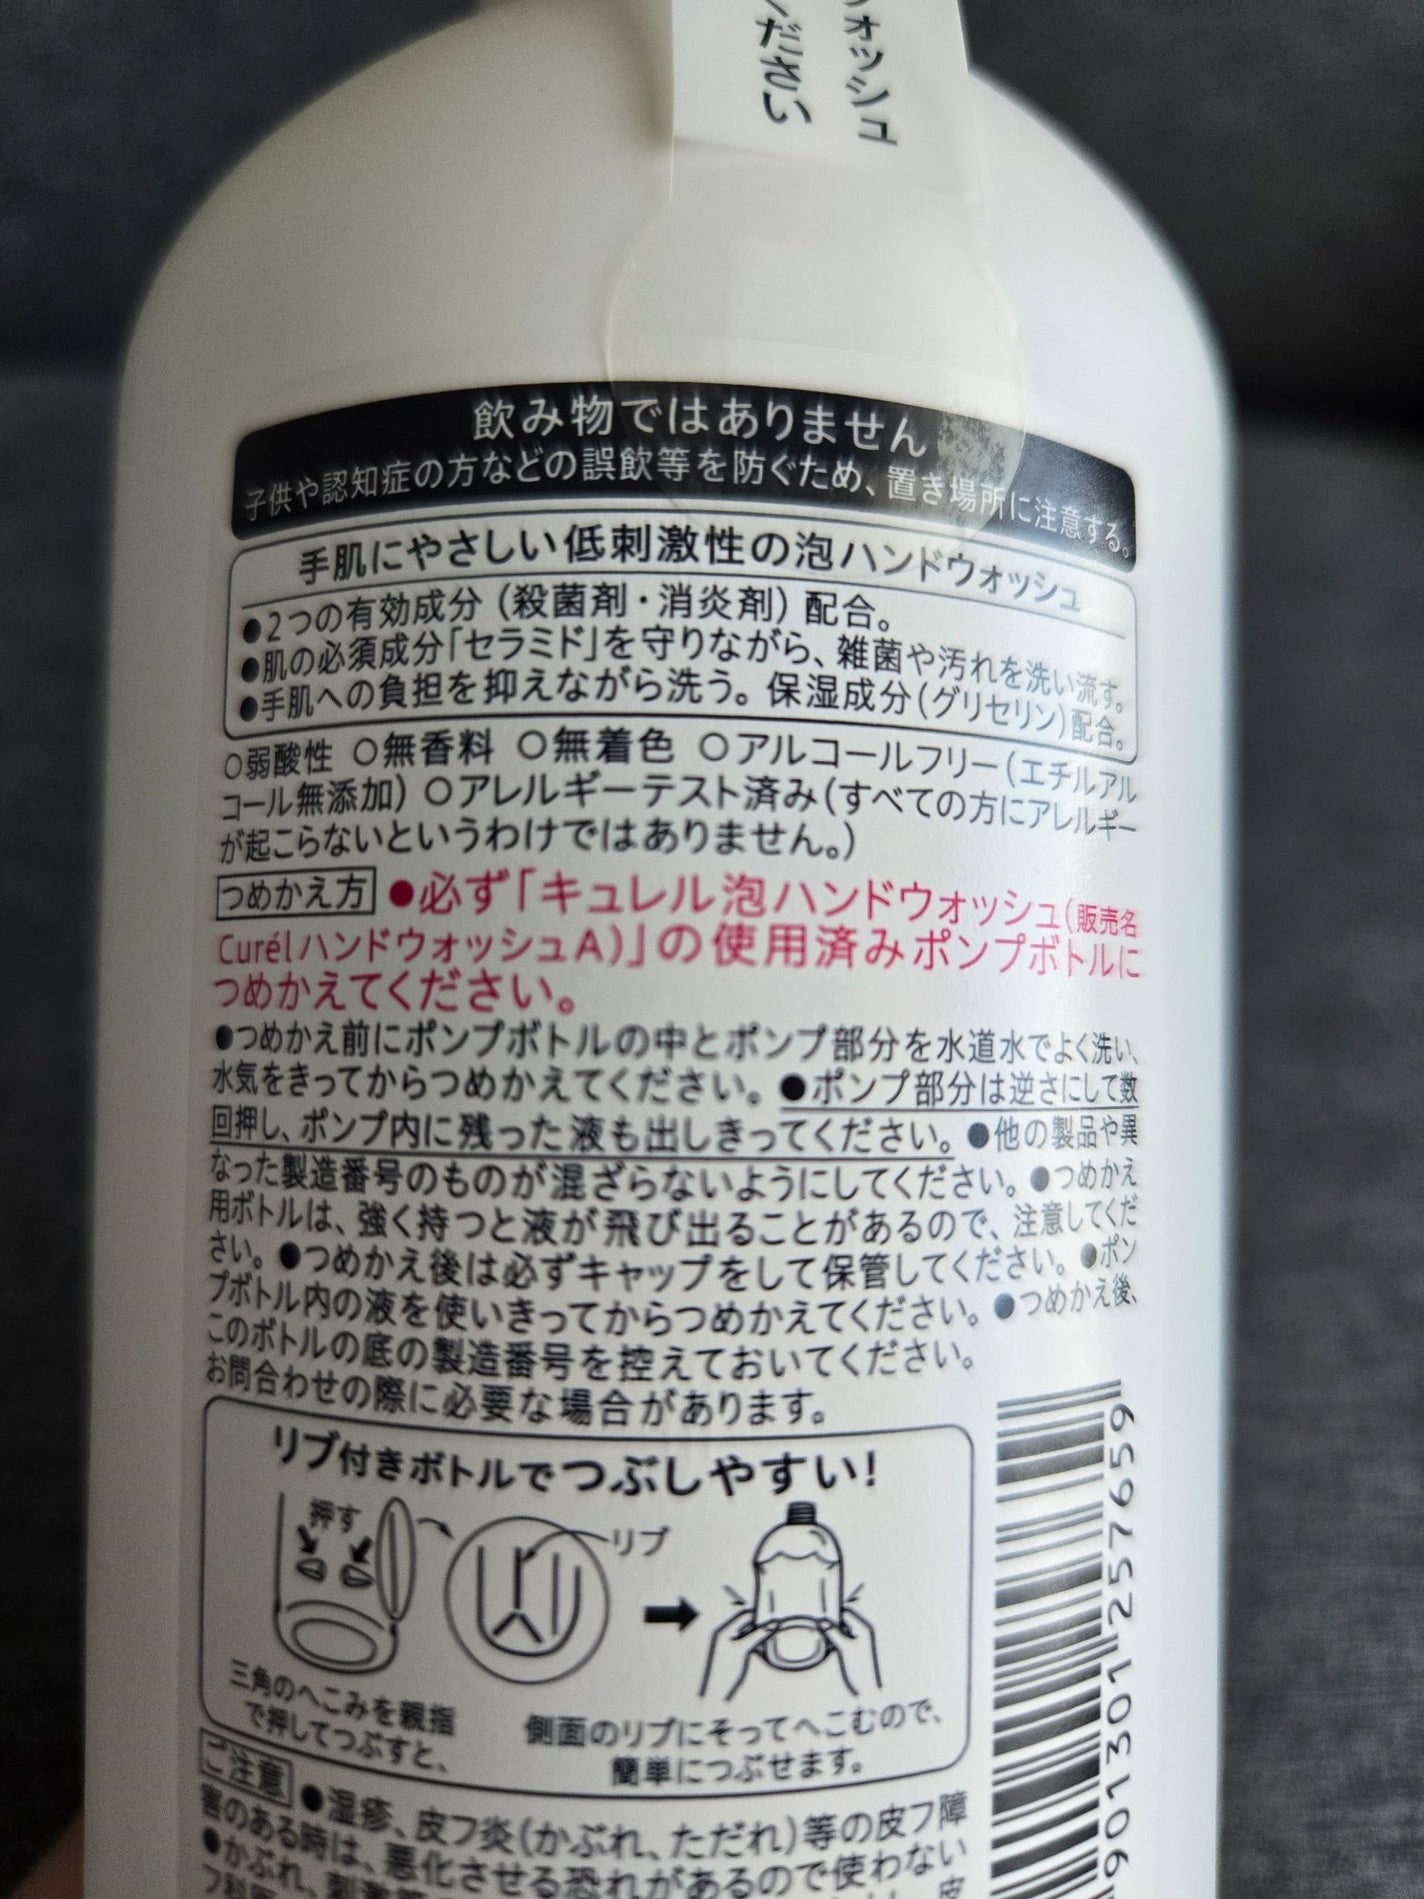 ォッシュ
ください
飲み物ではありません
子供や認知症の方などの誤飲等を防ぐため、置き場所に注意する。
手肌にやさしい低刺激性の泡ハンドウォッシュ
●2つの有効成分（殺菌剤・消炎剤）配合。
●肌の必須成分「セラミド」を守りながら、雑菌や汚れを洗い流す。
●手肌への負担を抑えながら洗う。保湿成分（グリセリン）配合。
○弱酸性 ○無香料 ○無着色 ○アルコールフリー（エチルアル
コール無添加）○アレルギーテスト済み（すべての方にアレルギー
が起こらないというわけではありません。）
つめかえ方 ●必ず「キュレル泡ハンドウォッシュ（販売名
CurélハンドウォッシュA）」の使用済みポンプボトルに
つめかえてください。
●つめかえ前にポンプボトルの中とポンプ部分を水道水でよく洗い、
水気をきってからつめかえてください。●ポンプ部分は逆さにして数
回押し、ポンプ内に残った液も出しきってください。●他の製品や異
なった製造番号のものが混ざらないようにしてください。●つめかえ
用ボトルは、強く持つと液が飛び出ることがあるので、注意してくだ
さい。●つめかえ後は必ずキャップをして保管してください。●ポン
プボトル内の液を使いきってからつめかえてください。●つめかえ後、
このボトルの底の製造番号を控えておいてください。
お問合わせの際に必要な場合があります。
リブ付きボトルでつぶしやすい！
押す
リブ
三角のへこみを親指
で押してつぶすと、
側面のリブにそってへこむので、
簡単につぶせます。
901301 257659
ご注意 ●湿疹、皮フ炎（かぶれ、ただれ）等の皮フ障
害のある時は、悪化させる恐れがあるので使わない
●かぶれ、刺激等